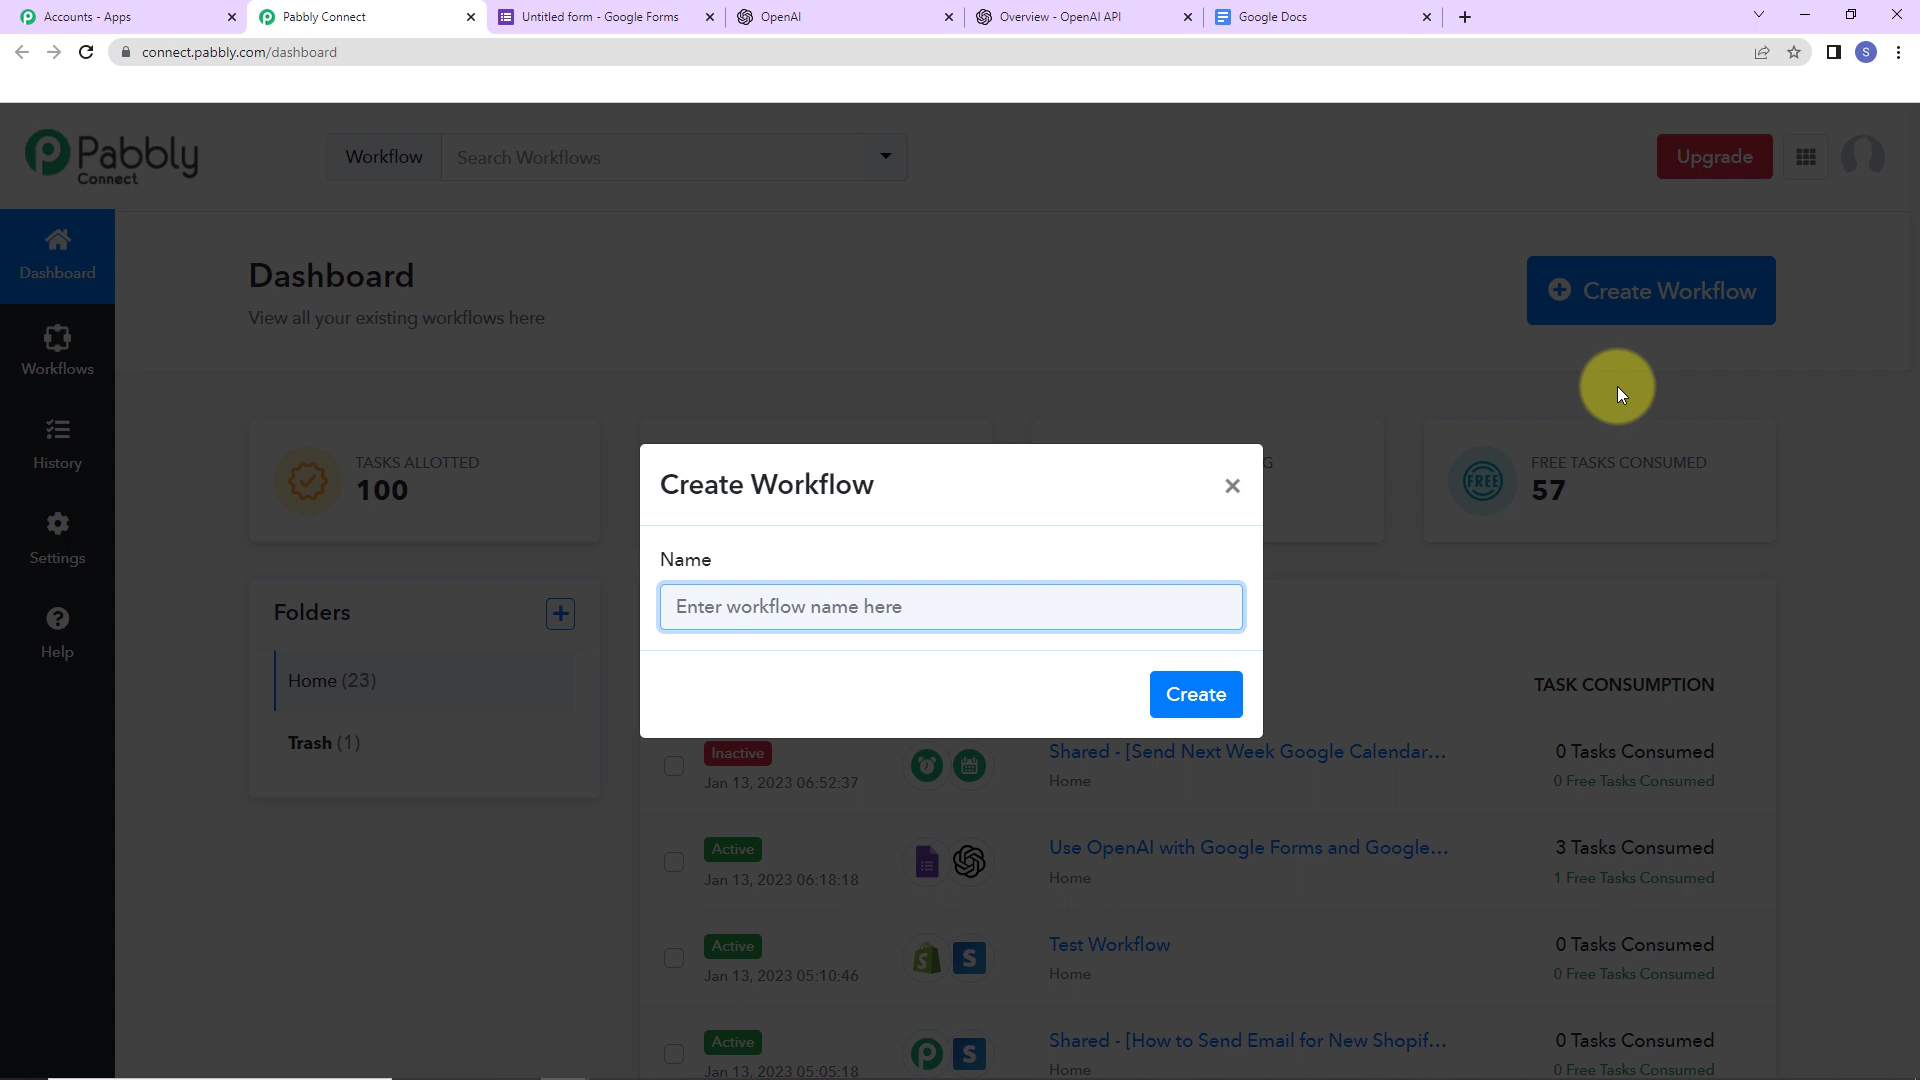 Accounts - Apps
Pabbly Connect
Untitled form - Google Forms
OpenAI
Overview - OpenAI API
Google Docs
connect.pabbly.com/dashboard
S
Pabbly
Connect
Workflow
Search Workflows
Upgrade
Dashboard
Workflows
History
Settings
Help
Dashboard
View all your existing workflows here
Create Workflow
TASKS ALLOTTED
100
G
FREE
FREE TASKS CONSUMED
57
Create Workflow
Name
Enter workflow name here
Create
Folders
Home (23)
Trash (1)
TASK CONSUMPTION
Inactive
Jan 13, 2023 06:52:37
Shared - [Send Next Week Google Calendar...
Home
0 Tasks Consumed
0 Free Tasks Consumed
Active
Jan 13, 2023 06:18:18
Use OpenAI with Google Forms and Google...
Home
3 Tasks Consumed
1 Free Tasks Consumed
Active
Jan 13, 2023 05:10:46
S
Test Workflow
Home
0 Tasks Consumed
0 Free Tasks Consumed
Active
Jan 13, 2023 05:05:18
S
Shared - [How to Send Email for New Shopif...
Home
0 Tasks Consumed
0 Free Tasks Consumed